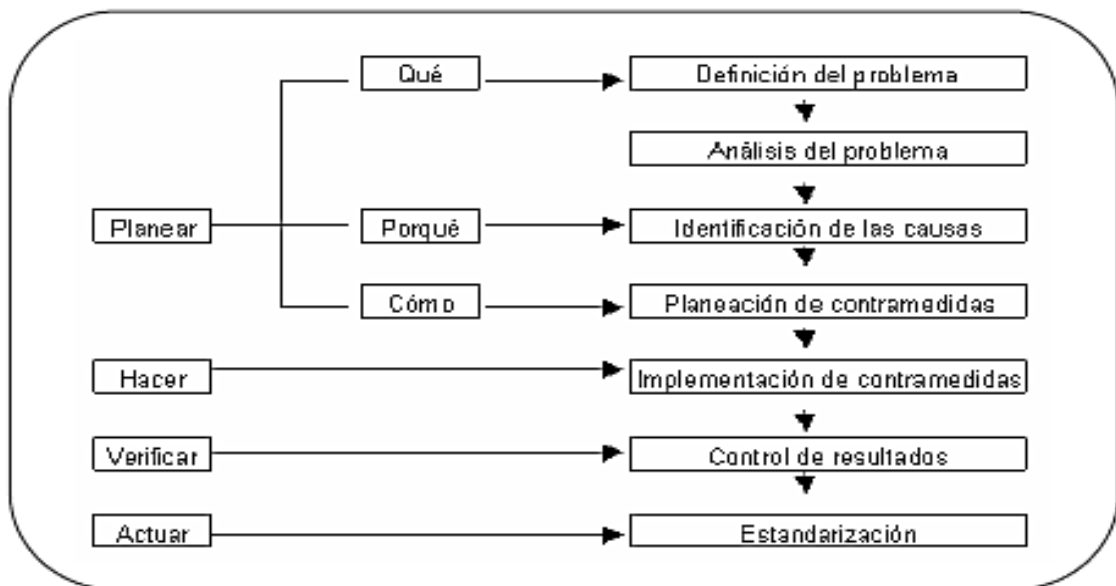 Qué
Definición del problema
Análisis del problema
Planear
Porqué
Identificación de las causas
Cómo
Planeación de contramedidas
Hacer
Implementación de contramedidas
Verificar
Control de resultados
Actuar
Estandarización